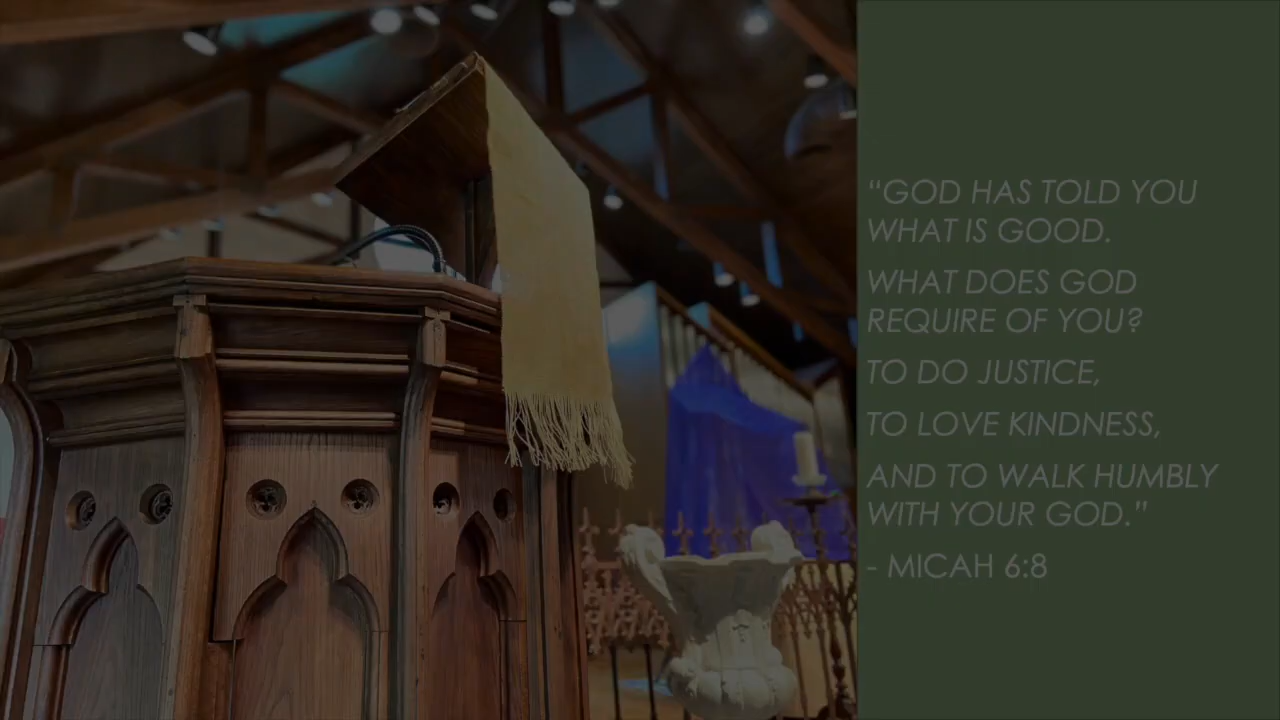 “GOD HAS TOLD YOU
WHAT IS GOOD.
WHAT DOES GOD
REQUIRE OF YOU?
TO DO JUSTICE,
TO LOVE KINDNESS,
AND TO WALK HUMBLY
WITH YOUR GOD.”
- MICAH 6:8